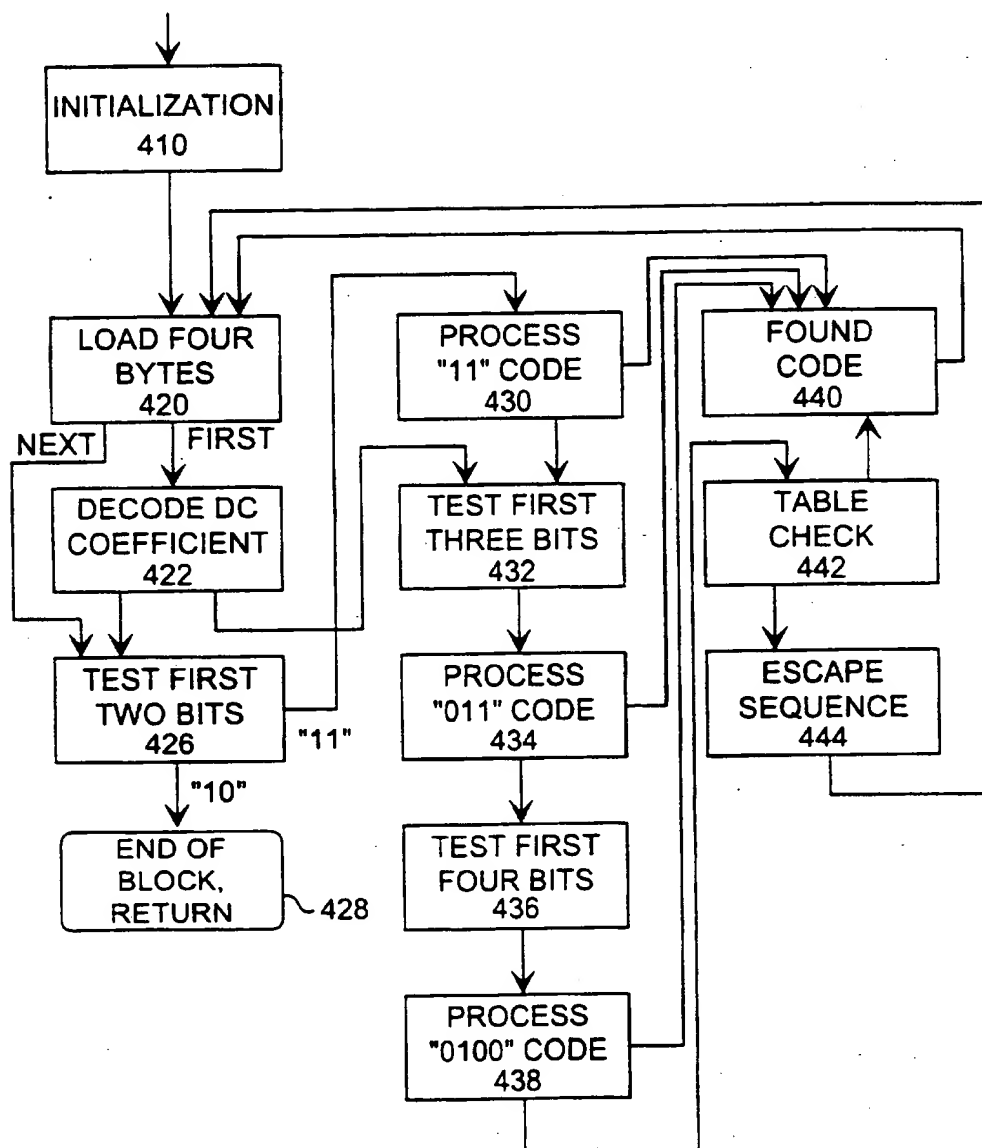 INITIALIZATION
410
LOAD FOUR
BYTES
420
NEXT
FIRST
DECODE DC
COEFFICIENT
422
TEST FIRST
TWO BITS
426
"11"
"10"
END OF
BLOCK,
RETURN
428
PROCESS
"11" CODE
430
TEST FIRST
THREE BITS
432
PROCESS
"011" CODE
434
TEST FIRST
FOUR BITS
436
PROCESS
"0100" CODE
438
FOUND
CODE
440
TABLE
CHECK
442
ESCAPE
SEQUENCE
444